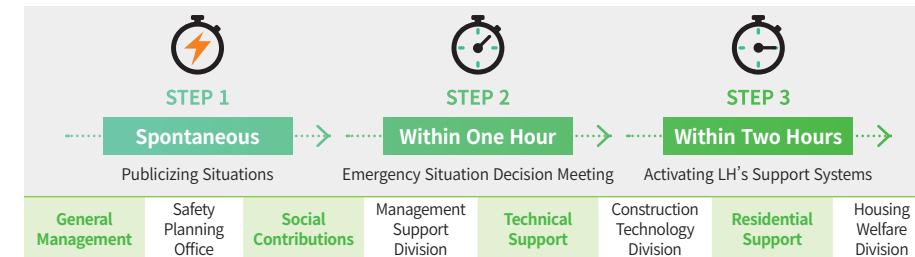 STEP 1
STEP 2
STEP 3
Spontaneous
Within One Hour
Within Two Hours
Publicizing Situations
Emergency Situation Decision Meeting
Activating LH's Support Systems
General
Management
Safety
Planning
Office
Social
Contributions
Management
Support
Division
Technical
Support
Construction
Technology
Division
Residential
Support
Housing
Welfare
Division